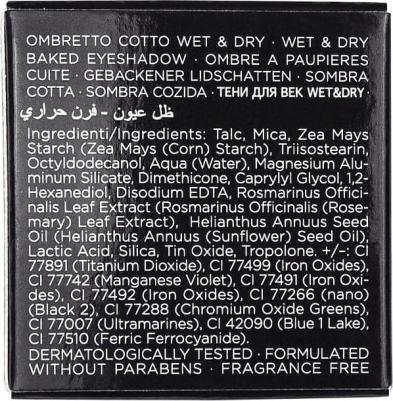 OMBRETTO COTTO WET & DRY · WET & DRY
BAKED EYESHADOW · OMBRE A PAUPIERES
CUITE · GEBACKENER LIDSCHATTEN · SOMBRA
COTTA · SOMBRA COZIDA · ТЕНИ ДЛЯ ВЕК WET&DRY ·
ظل عيون - فرن حراري
Ingredienti/Ingredients: Talc, Mica, Zea Mays
Starch (Zea Mays (Corn) Starch), Triisostearin,
Octyldodecanol, Aqua (Water), Magnesium Alu-
minum Silicate, Dimethicone, Caprylyl Glycol, 1,2-
Hexanediol, Disodium EDTA, Rosmarinus Offici-
nalis Leaf Extract (Rosmarinus Officinalis (Rose-
mary) Leaf Extract), Helianthus Annuus Seed
Oil (Helianthus Annuus (Sunflower) Seed Oil),
Lactic Acid, Silica, Tin Oxide, Tropolone. +/-: CI
77891 (Titanium Dioxide), CI 77499 (Iron Oxides),
CI 77742 (Manganese Violet), CI 77491 (Iron Oxi-
des), CI 77492 (Iron Oxides), CI 77266 (nano)
(Black 2), CI 77288 (Chromium Oxide Greens),
CI 77007 (Ultramarines), CI 42090 (Blue 1 Lake),
CI 77510 (Ferric Ferrocyanide).
DERMATOLOGICALLY TESTED · FORMULATED
WITHOUT PARABENS · FRAGRANCE FREE